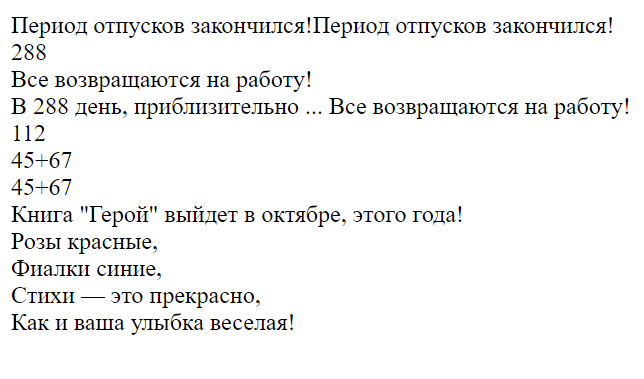 Период отпусков закончился!Период отпусков закончился!
288
Все возвращаются на работу!
В 288 день, приблизительно ... Все возвращаются на работу!
112
45+67
45+67
Книга "Герой" выйдет в октябре, этого года!
Розы красные,
Фиалки синие,
Стихи — это прекрасно,
Как и ваша улыбка веселая!